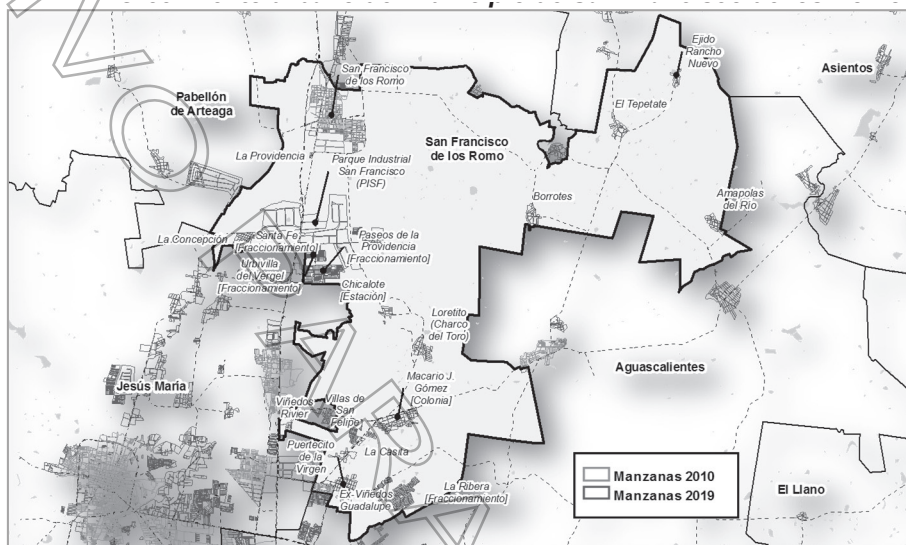 San Francisco
de los Romo
Ejido
Rancho
Nuevo
Asientos
Pabellón
de Arteaga
El Tepetate
La Providencia
San Francisco
de los Romo
Parque Industrial
San Francisco
(PISF)
Borrotes
Amapolas
del Río
La Concepción
Santa Fe
[Fraccionamiento]
Paseos de la
Providencia
[Fraccionamiento]
Urbivilla
del Vergel
[Fraccionamiento]
Chicalote
[Estación]
Loretito
(Charco
del Toro)
Aguascalientes
Jesús María
Macario J.
Gómez
[Colonia]
Viñedos
Rivier
Villas de
San
Felipe
Puertecito
de la
Virgen
La Casita
Ex-Viñedos
Guadalupe
La Ribera
[Fraccionamiento]
Manzanas 2010
Manzanas 2019
El Llano